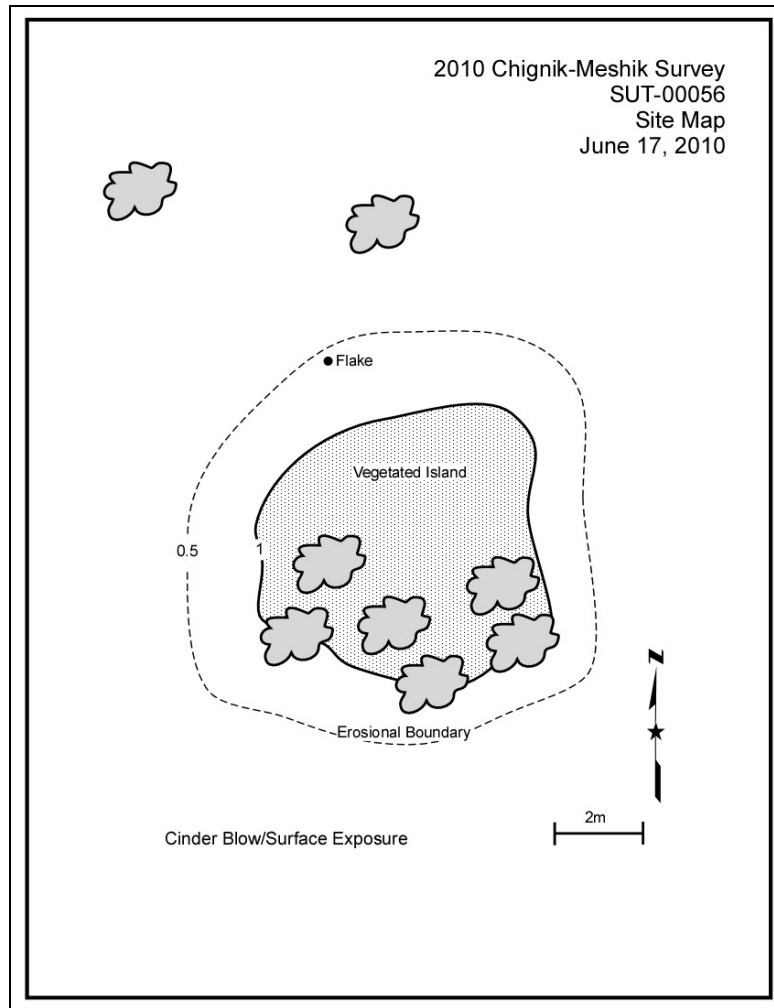 2010 Chignik-Meshik Survey
SUT-00056
Site Map
June 17, 2010
Flake
Vegetated Island
0.5
1
N
Erosional Boundary
2m
Cinder Blow/Surface Exposure